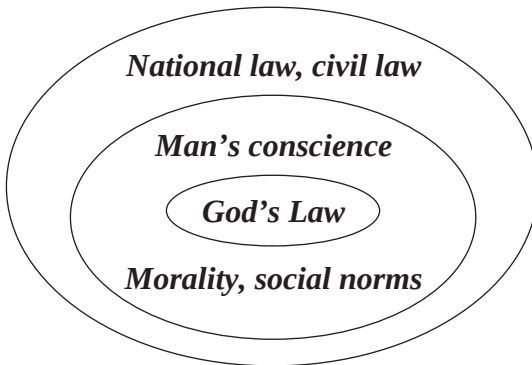 National law, civil law
Man’s conscience
God’s Law
Morality, social norms